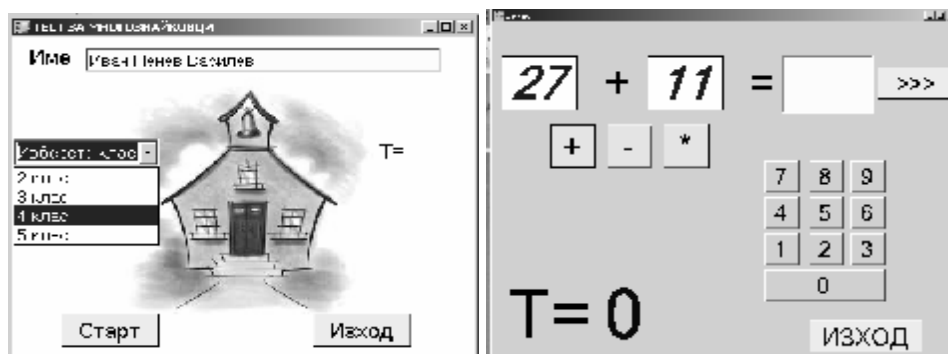 ТЕСТ ЗА МНОГОЗНАЙКОВЦИ
Име Иван Пенев Василев
Изберете клас
2 клас
3 клас
4 клас
5 клас
T=
Старт
Изход
27 + 11 = >>>
+ - *
7 8 9
4 5 6
1 2 3
0
T= 0
ИЗХОД